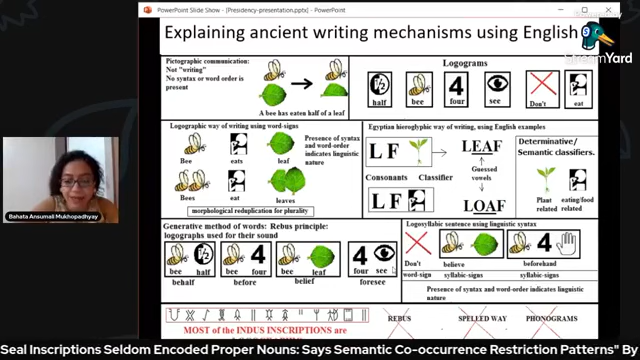 PowerPoint Slide Show - [Presidency-presentation.pptx] - PowerPoint
Explaining ancient writing mechanisms using English
StreamYard
Pictographic communication:
Not "writing"
No syntax or word order is
present
A bee has eaten half of a leaf
Logograms
1/2
4
half
bee
four
see
Don't
eat
Logographic way of writing using word-signs
Presence of syntax
and word-order
indicates linguistic
nature
Bee
eats
leaf
Bees
eat
leaves
morphological reduplication for plurality
Egyptian hieroglyphic way of writing, using English examples
L F
LEAF
Consonants
Classifier
Guessed
vowels
L F
LOAF
Determinative/
Semantic classifiers.
Plant
related
eating/food
related
Generative method of words: Rebus principle:
logographs used for their sound
1/2
4
4
bee
half
bee
four
bee
leaf
four
see
behalf
before
belief
foresee
Logosyllabic sentence using linguistic syntax
4
Don't
believe
beforehand
word-sign
syllabic-signs
syllabic-signs
Presence of syntax and word-order indicates linguistic
nature
MOST OF THE INDUS INSCRIPTIONS ARE
REBUS
SPELLED WAY
PHONOGRAMS
Bahata Ansumali Mukhopadhyay
Seal Inscriptions Seldom Encoded Proper Nouns: Says Semantic Co-occurrence Restriction Patterns" By